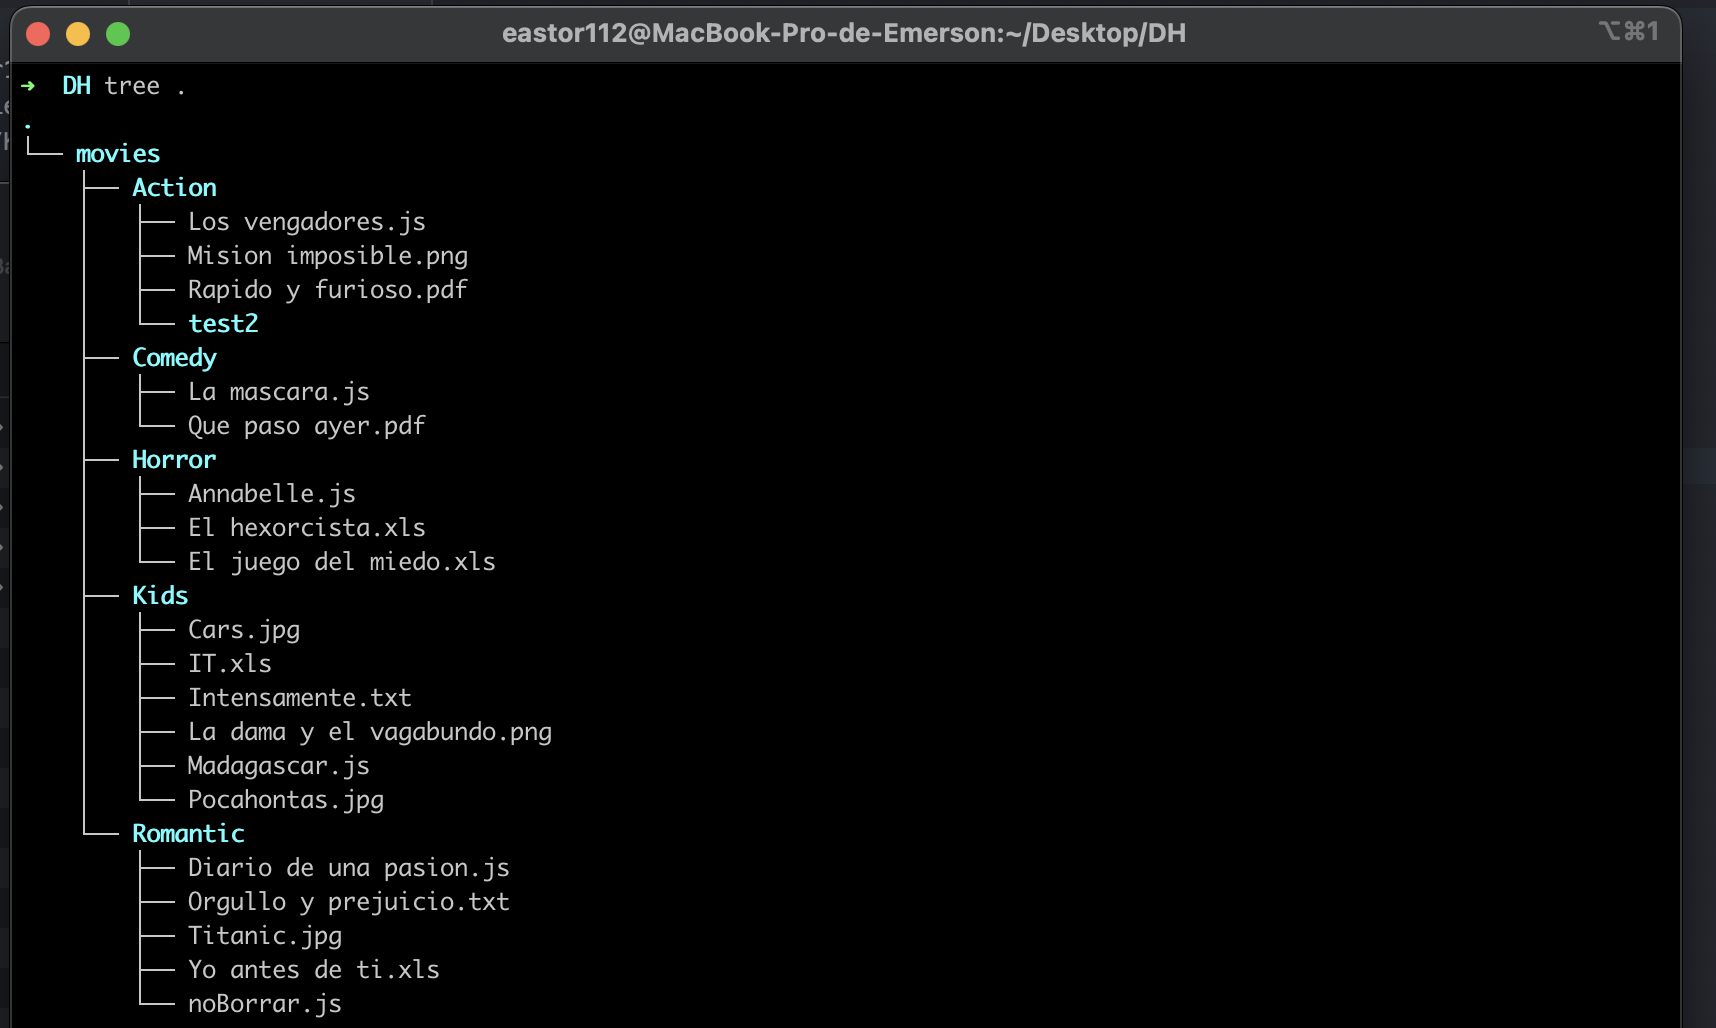 eastor112@MacBook-Pro-de-Emerson:~/Desktop/DH ⌥⌘1
➜ DH tree .
.
└── movies
├── Action
│   ├── Los vengadores.js
│   ├── Mision imposible.png
│   ├── Rapido y furioso.pdf
│   └── test2
├── Comedy
│   ├── La mascara.js
│   └── Que paso ayer.pdf
├── Horror
│   ├── Annabelle.js
│   ├── El hexorcista.xls
│   └── El juego del miedo.xls
├── Kids
│   ├── Cars.jpg
│   ├── IT.xls
│   ├── Intensamente.txt
│   ├── La dama y el vagabundo.png
│   ├── Madagascar.js
│   └── Pocahontas.jpg
└── Romantic
├── Diario de una pasion.js
├── Orgullo y prejuicio.txt
├── Titanic.jpg
├── Yo antes de ti.xls
└── noBorrar.js